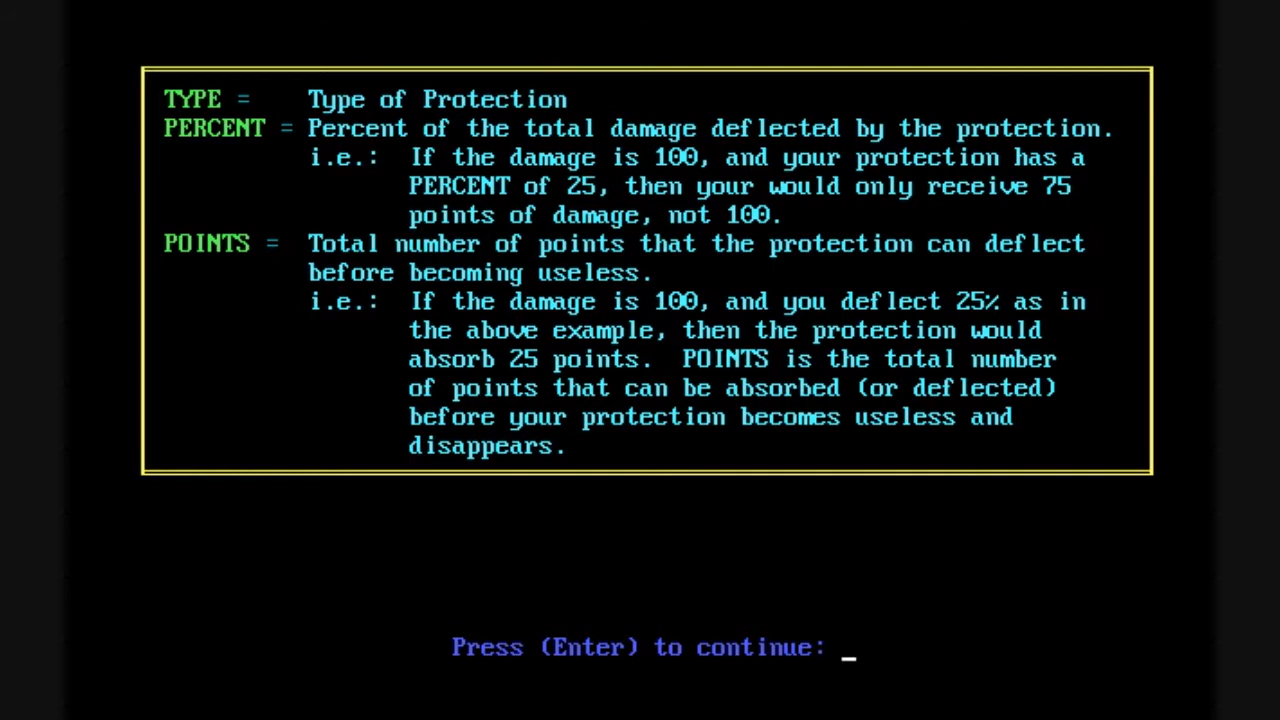 TYPE =    Type of Protection
PERCENT = Percent of the total damage deflected by the protection.
i.e.:  If the damage is 100, and your protection has a
PERCENT of 25, then your would only receive 75
points of damage, not 100.
POINTS =  Total number of points that the protection can deflect
before becoming useless.
i.e.:  If the damage is 100, and you deflect 25% as in
the above example, then the protection would
absorb 25 points.  POINTS is the total number
of points that can be absorbed (or deflected)
before your protection becomes useless and
disappears.
Press (Enter) to continue: _